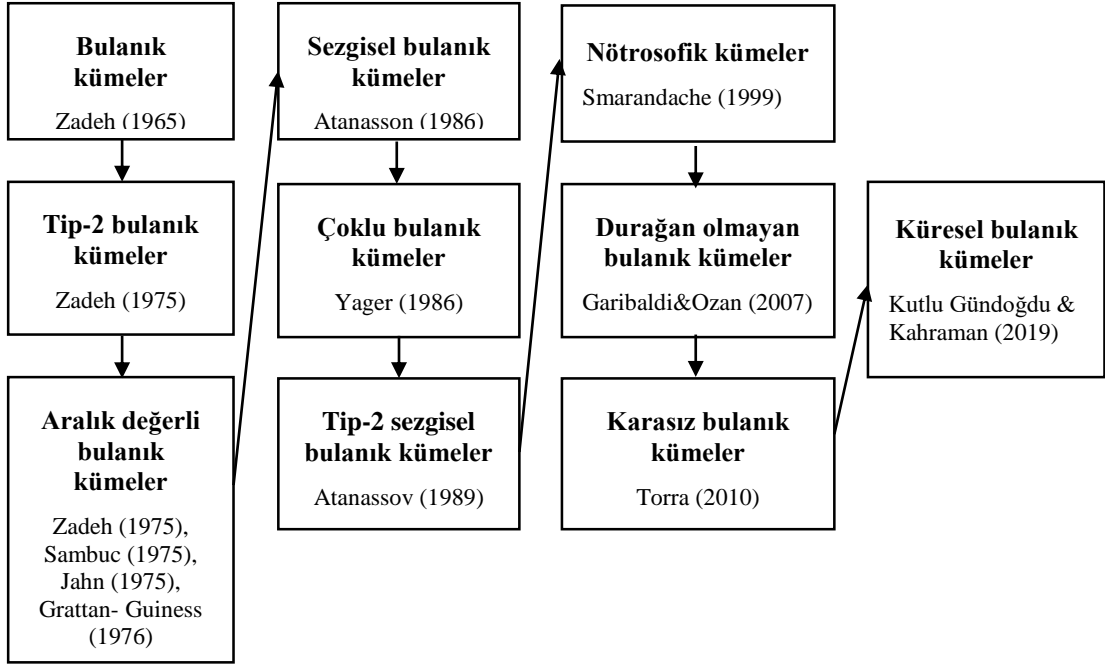 Bulanık
kümeler
Zadeh (1965)
Tip-2 bulanık
kümeler
Zadeh (1975)
Aralık değerli
bulanık
kümeler
Zadeh (1975),
Sambuc (1975),
Jahn (1975),
Grattan- Guiness
(1976)
Sezgisel bulanık
kümeler
Atanasson (1986)
Çoklu bulanık
kümeler
Yager (1986)
Tip-2 sezgisel
bulanık kümeler
Atanassov (1989)
Nötrosofik kümeler
Smarandache (1999)
Durağan olmayan
bulanık kümeler
Garibaldi&Ozan (2007)
Karasız bulanık
kümeler
Torra (2010)
Küresel bulanık
kümeler
Kutlu Gündoğdu &
Kahraman (2019)